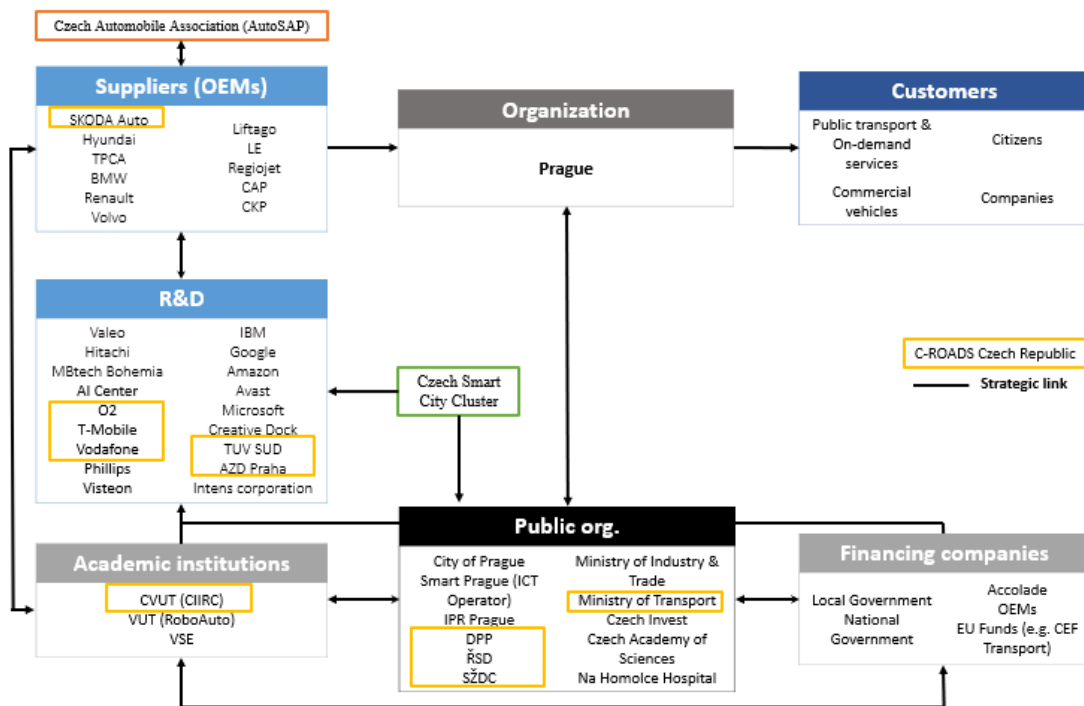 Czech Automobile Association (AutoSAP)
Suppliers (OEMs)
SKODA Auto
Hyundai
TPCA
BMW
Renault
Volvo
Liftago
LE
Regiojet
CAP
CKP
Organization
Prague
Customers
Public transport &
On-demand
services
Commercial
vehicles
Citizens
Companies
R&D
Valeo
Hitachi
MBtech Bohemia
AI Center
O2
T-Mobile
Vodafone
Phillips
Visteon
IBM
Google
Amazon
Avast
Microsoft
Creative Dock
TUV SUD
AZD Praha
Intens corporation
Czech Smart
City Cluster
C-ROADS Czech Republic
Strategic link
Academic institutions
CVUT (CIIRC)
VUT (RoboAuto)
VSE
Public org.
City of Prague
Smart Prague (ICT
Operator)
IPR Prague
DPP
ŘSD
SŽDC
Ministry of Industry &
Trade
Ministry of Transport
Czech Invest
Czech Academy of
Sciences
Na Homolce Hospital
Financing companies
Local Government
National
Government
Accolade
OEMs
EU Funds (e.g. CEF
Transport)